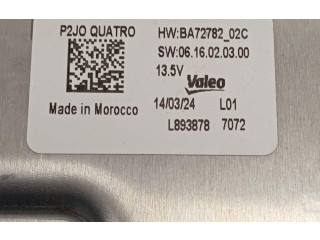 P2JO QUATRO HW:BA72782_02C
SW:06.16.02.03.00
13.5V Valeo
Made in Morocco 14/03/24 L01
L893878 7072